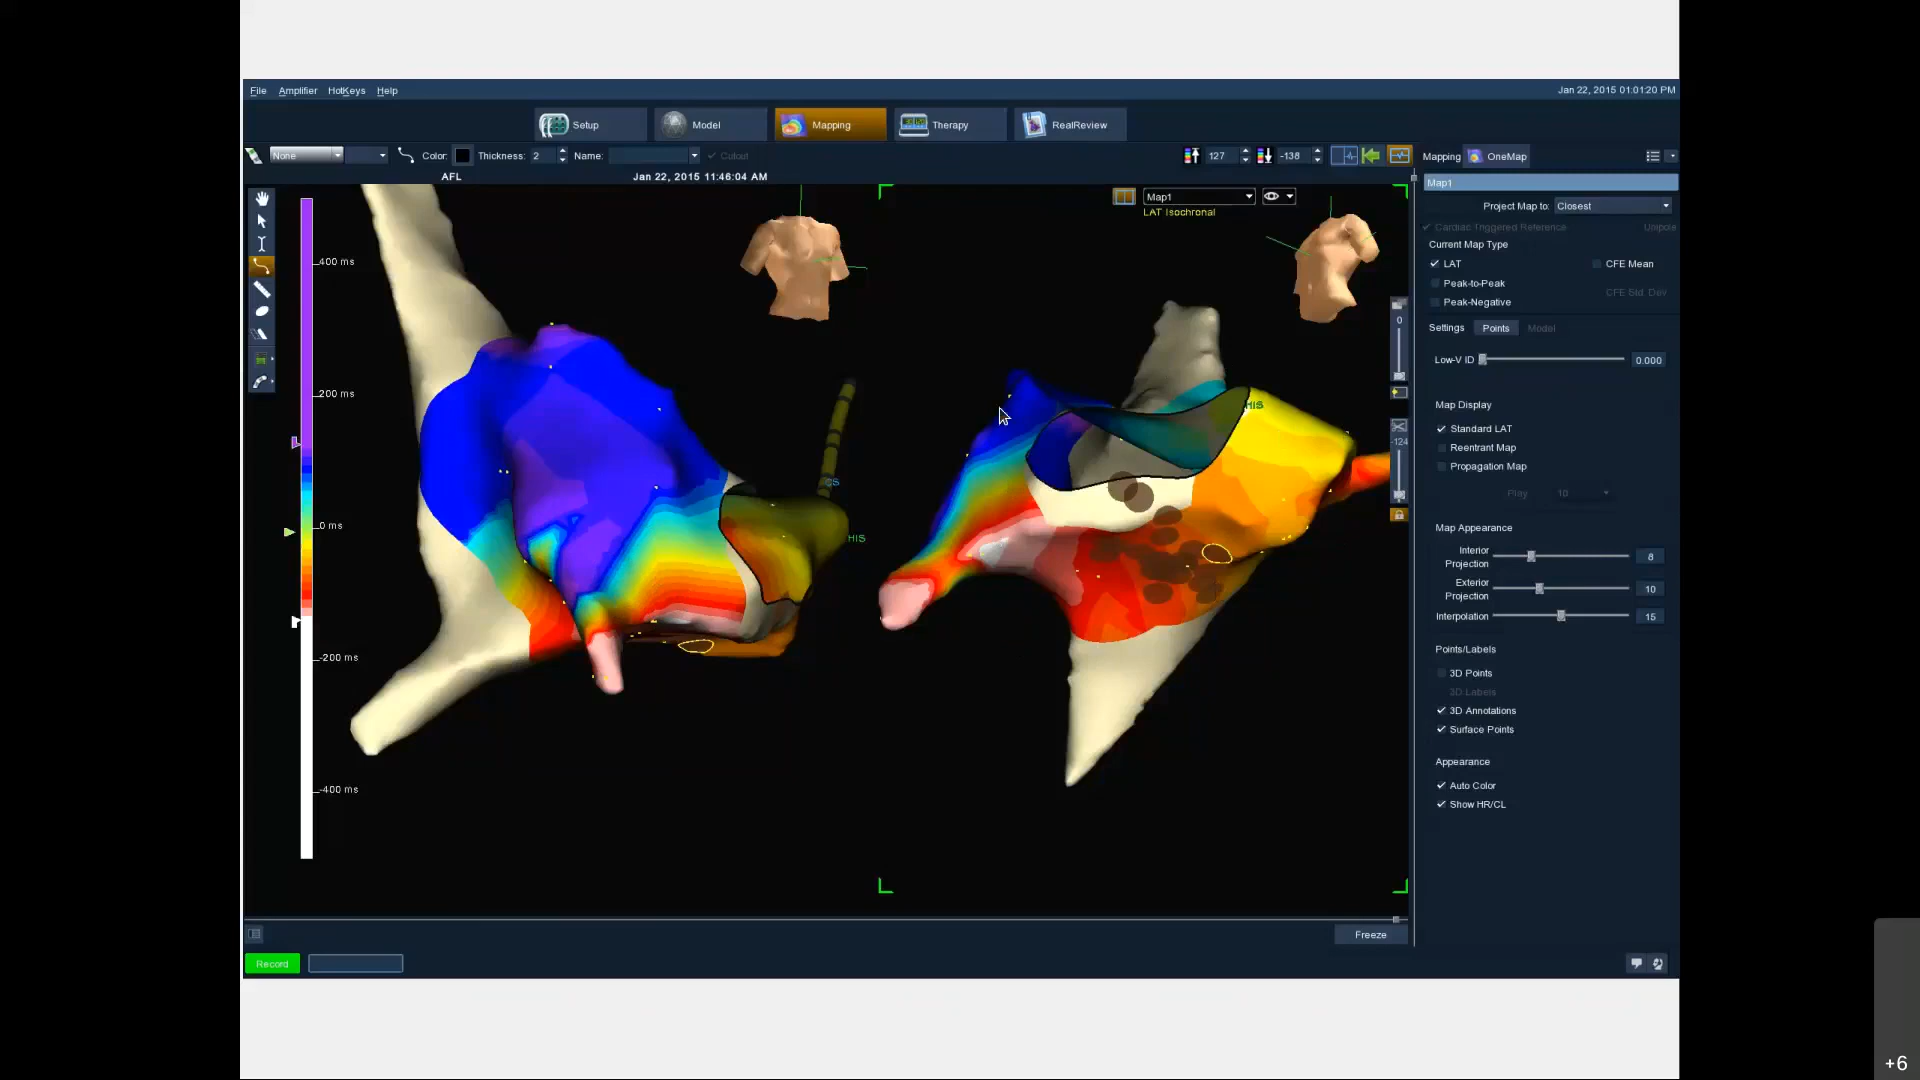 File Amplifier HotKeys Help Jan 22, 2015 01:01:20 PM
Setup Model Mapping Therapy RealReview
None Color: Thickness: 2 Name: Cutout 127 -138 Mapping OneMap
AFL Jan 22, 2015 11:46:04 AM
Map1
LAT Isochronal
400 ms
200 ms
0 ms
-200 ms
-400 ms
CS
HIS
HIS
0
-124
Map1
Project Map to: Closest
Cardiac Triggered Reference Unipole
Current Map Type
LAT CFE Mean
Peak-to-Peak CFE Std. Dev
Peak-Negative
Settings Points Model
Low-V ID 0.000
Map Display
Standard LAT
Reentrant Map
Propagation Map
Play 10
Map Appearance
Interior Projection 8
Exterior Projection 10
Interpolation 15
Points/Labels
3D Points
3D Labels
3D Annotations
Surface Points
Appearance
Auto Color
Show HR/CL
Freeze
Record
+6